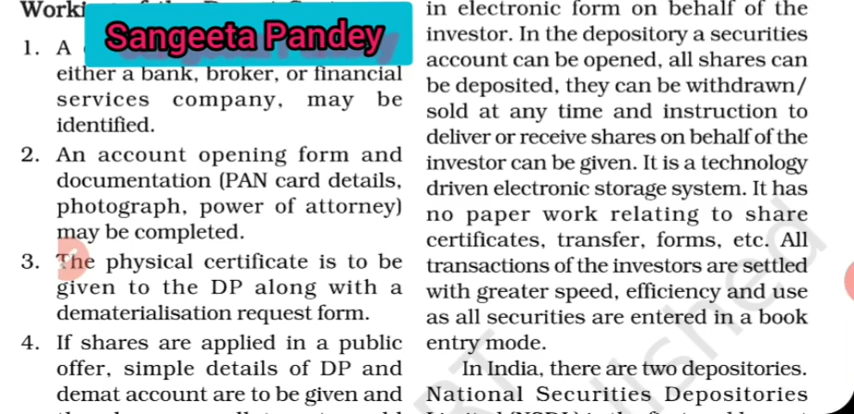 Worki
Sangeeta Pandey
1. A
either a bank, broker, or financial
services company, may be
identified.
2. An account opening form and
documentation (PAN card details,
photograph, power of attorney)
may be completed.
3. The physical certificate is to be
given to the DP along with a
dematerialisation request form.
4. If shares are applied in a public
offer, simple details of DP and
demat account are to be given and
in electronic form on behalf of the
investor. In the depository a securities
account can be opened, all shares can
be deposited, they can be withdrawn/
sold at any time and instruction to
deliver or receive shares on behalf of the
investor can be given. It is a technology
driven electronic storage system. It has
no paper work relating to share
certificates, transfer, forms, etc. All
transactions of the investors are settled
with greater speed, efficiency and use
as all securities are entered in a book
entry mode.
In India, there are two depositories.
National Securities Depositories